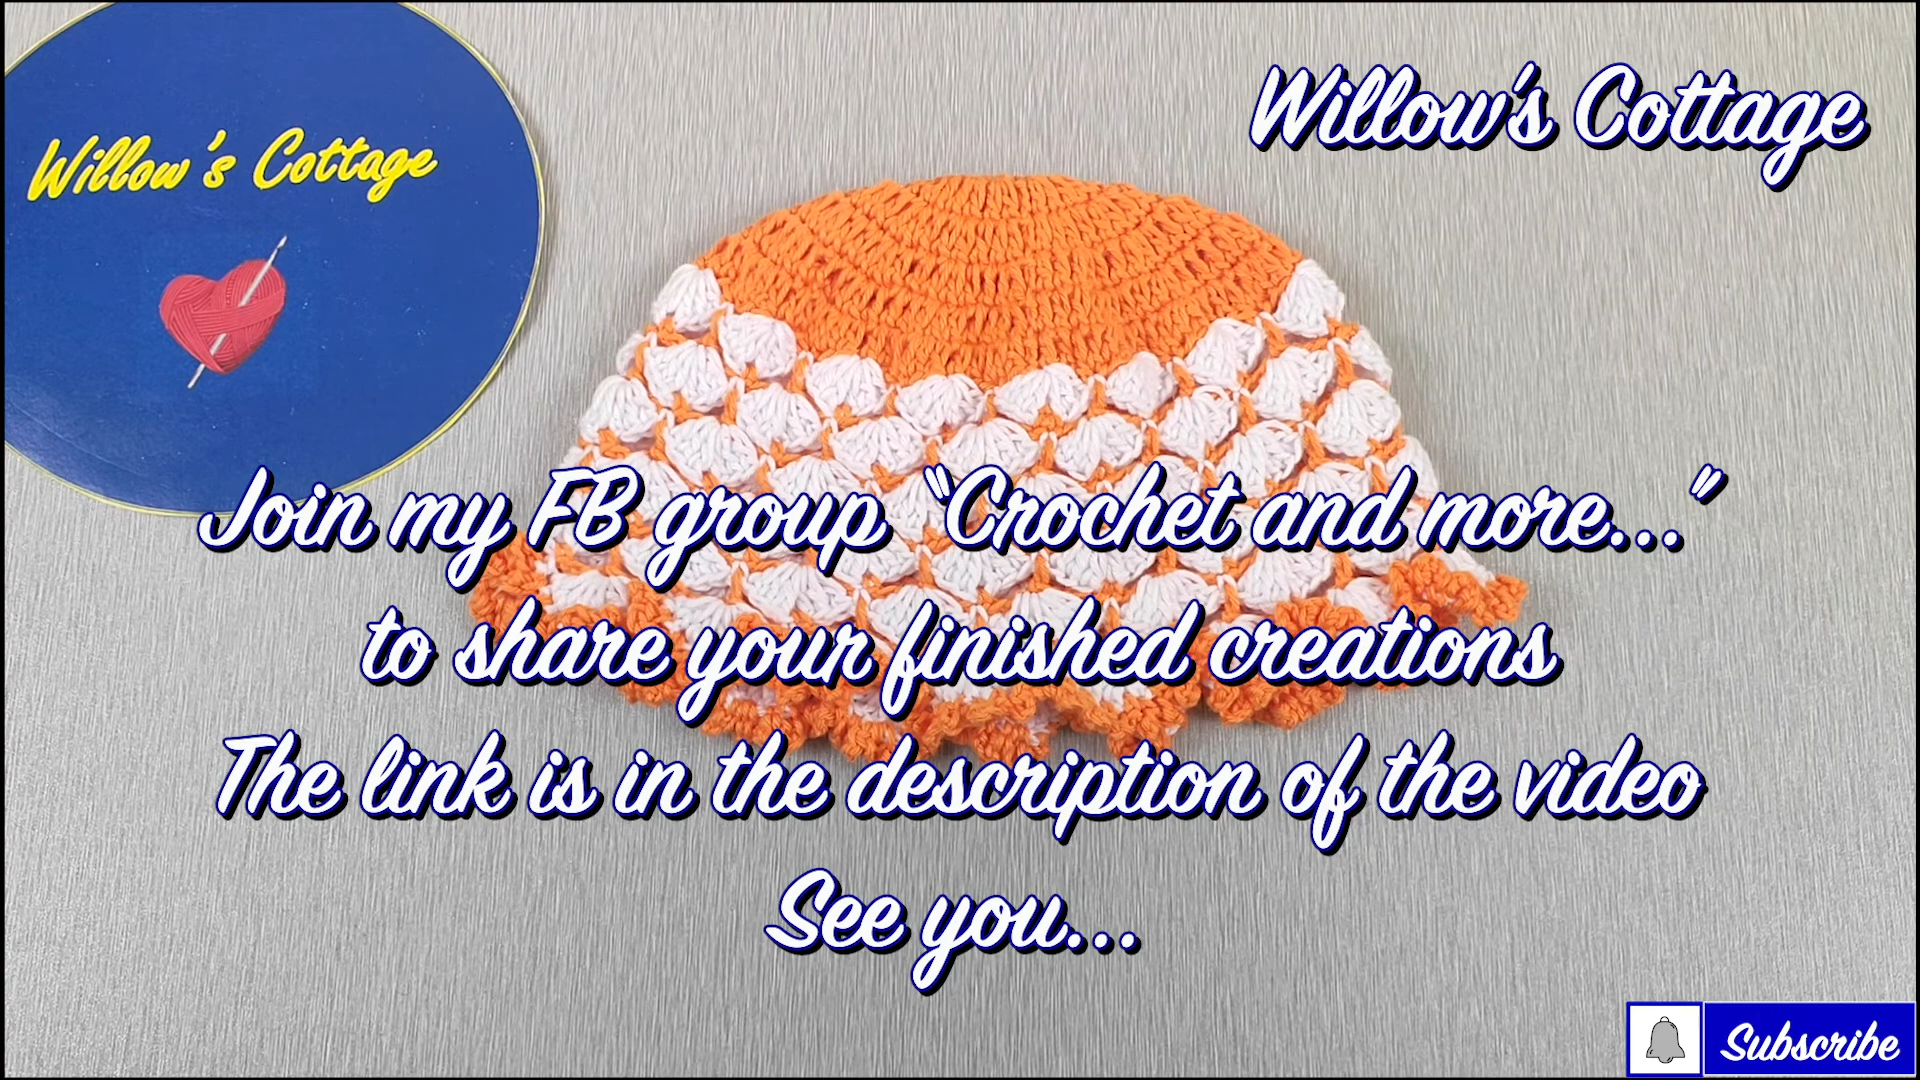 Willow's Cottage
Willow's Cottage
Join my FB group “Crochet and more...”
to share your finished creations
The link is in the description of the video
See you...
Subscribe